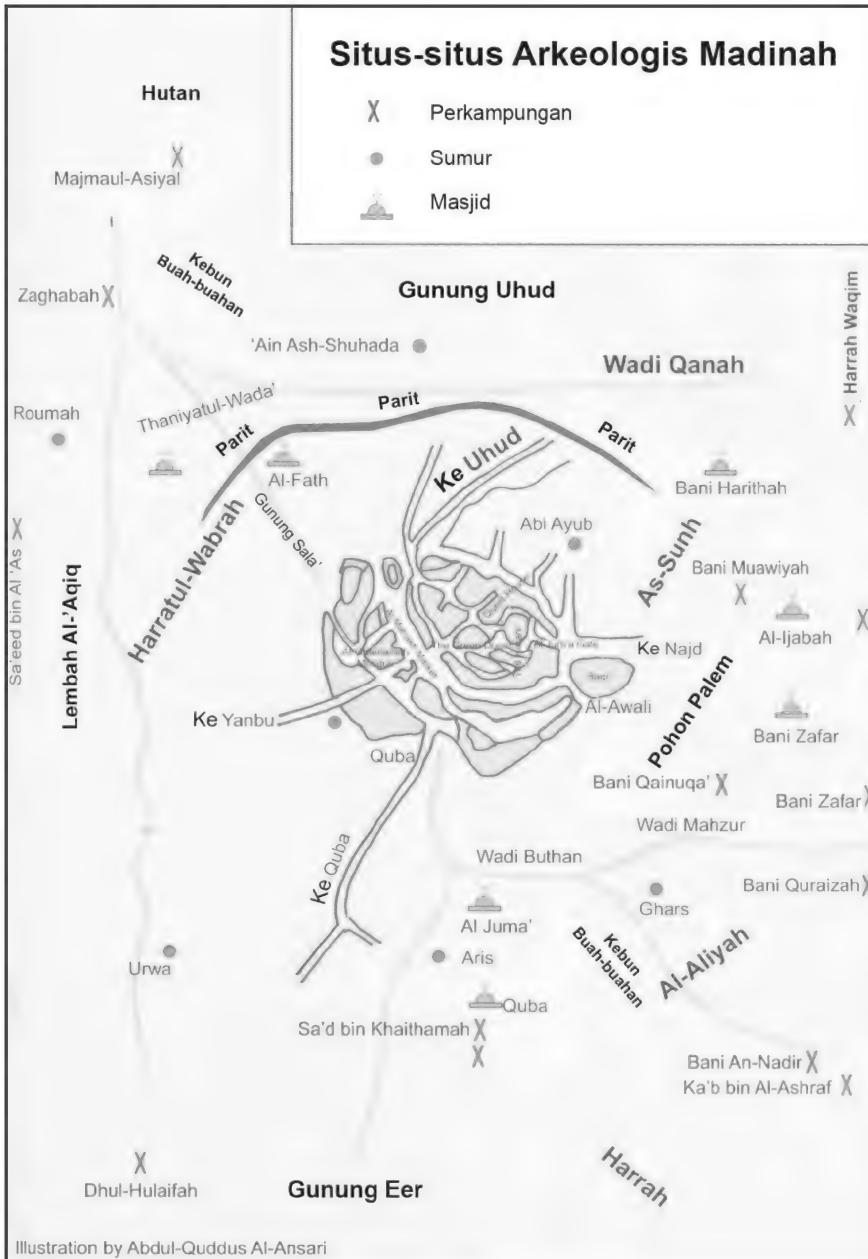 Situs-situs Arkeologis Madinah
Perkampungan
Sumur
Masjid
Hutan
Majmaul-Asiyal
Kebun
Buah-buahan
Zaghabah
Gunung Uhud
'Ain Ash-Shuhada
Wadi Qanah
Harrah Waqim
Thaniyatul-Wada'
Roumah
Parit
Parit
Parit
Al-Fath
Ke Uhud
Bani Harithah
Harratul-Wabrah
Gunung Sala'
Abi Ayub
As-Sunh
Bani Muawiyah
Sa'eed bin Al 'As
Lembah Al-'Aqiq
Al-Ijabah
Ke Najd
Al-Awali
Pohon Palem
Bani Zafar
Ke Yanbu
Quba
Bani Qainuqa'
Bani Zafar
Wadi Mahzur
Ke Quba
Wadi Buthan
Bani Quraizah
Ghars
Al Juma'
Kebun
Buah-buahan
Al-Aliyah
Urwa
Aris
Quba
Sa'd bin Khaithamah
Bani An-Nadir
Ka'b bin Al-Ashraf
Dhul-Hulaifah
Gunung Eer
Harrah
Illustration by Abdul-Quddus Al-Ansari